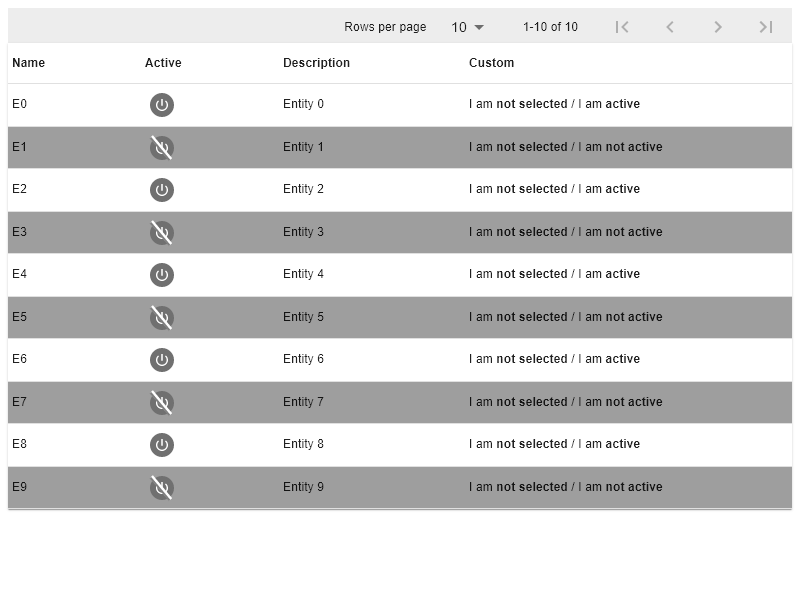 Rows per page 10 1-10 of 10
Name Active Description Custom
E0 Entity 0 I am not selected / I am active
E1 Entity 1 I am not selected / I am not active
E2 Entity 2 I am not selected / I am active
E3 Entity 3 I am not selected / I am not active
E4 Entity 4 I am not selected / I am active
E5 Entity 5 I am not selected / I am not active
E6 Entity 6 I am not selected / I am active
E7 Entity 7 I am not selected / I am not active
E8 Entity 8 I am not selected / I am active
E9 Entity 9 I am not selected / I am not active